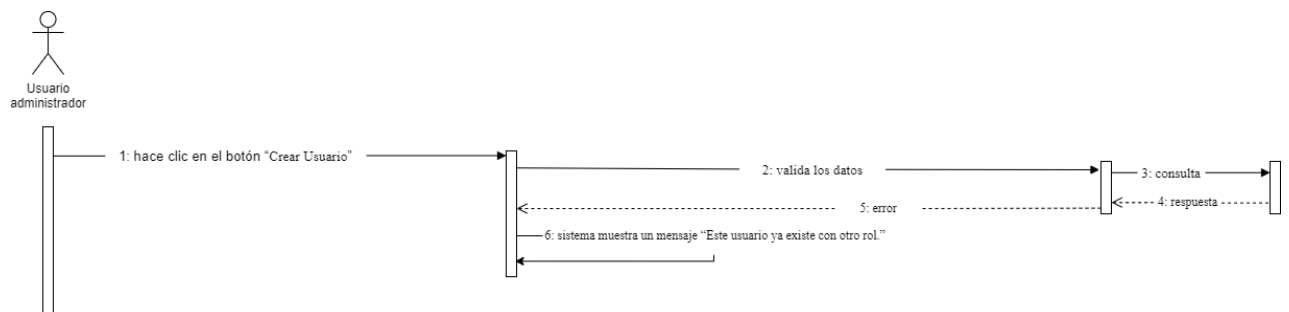 Usuario
administrador
1: hace clic en el botón "Crear Usuario"
2: valida los datos
3: consulta
4: respuesta
5: error
6: sistema muestra un mensaje “Este usuario ya existe con otro rol.”